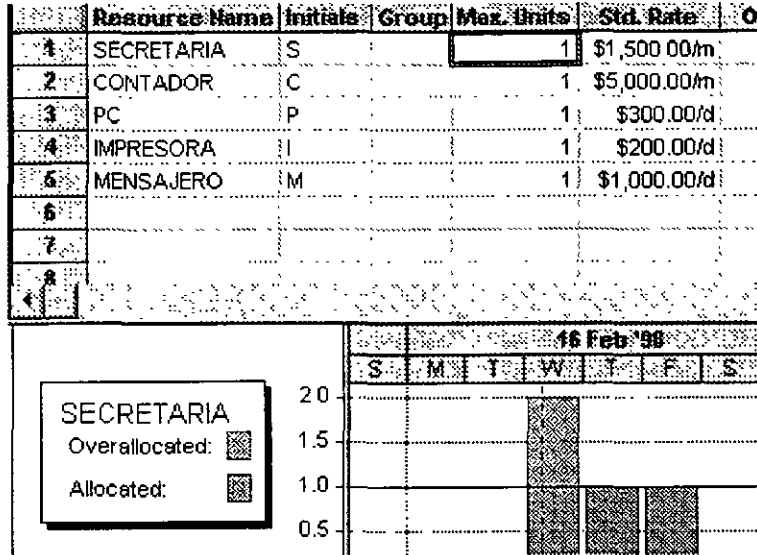 Resource Name Initials Group Max. Units Std. Rate O
1 SECRETARIA S 1 $1,500.00/m
2 CONTADOR C 1 $5,000.00/m
3 PC P 1 $300.00/d
4 IMPRESORA I 1 $200.00/d
5 MENSAJERO M 1 $1,000.00/d
6
7
8
16 Feb '98
S M T W T F S
SECRETARIA
Overallocated:
Allocated:
2.0
1.5
1.0
0.5